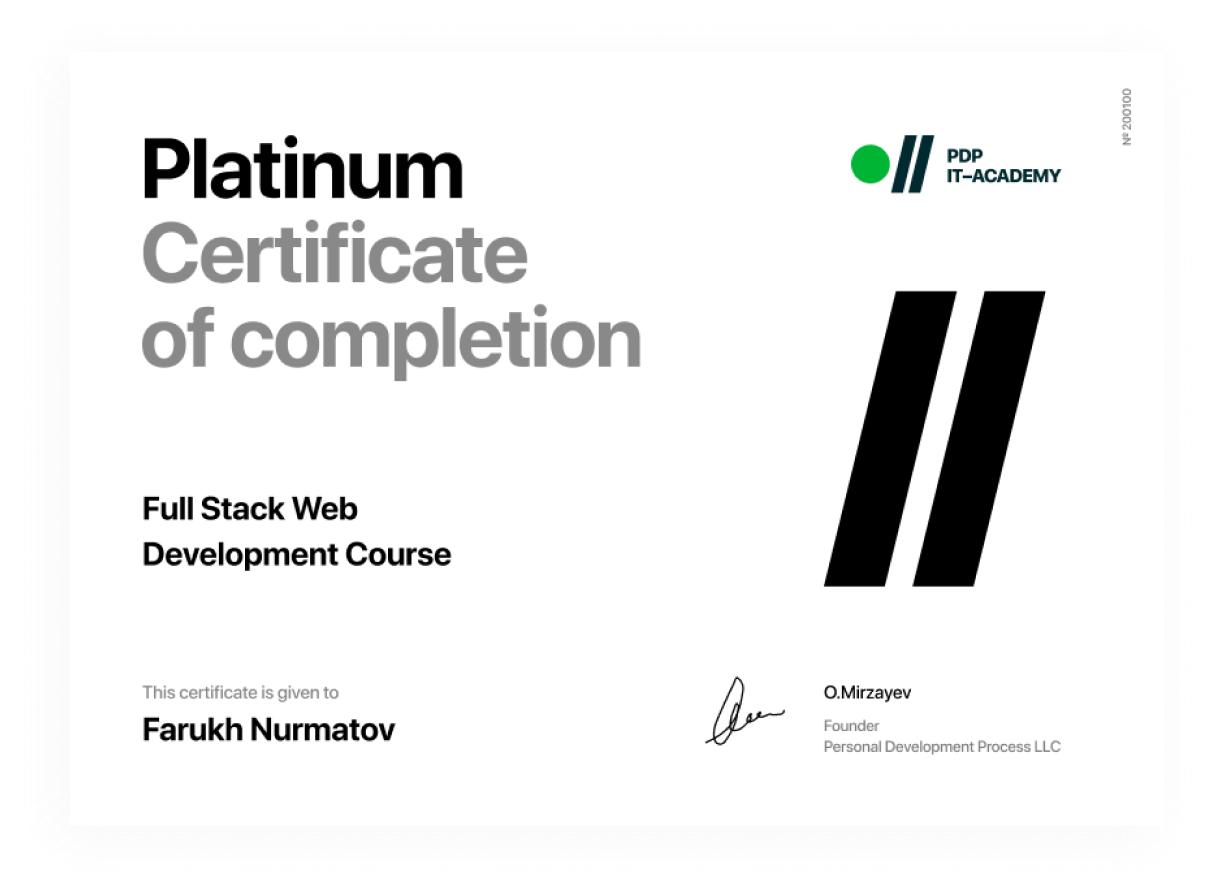 Platinum
Certificate
of completion
PDP
IT–ACADEMY
№ 200100
Full Stack Web
Development Course
This certificate is given to
Farukh Nurmatov
O.Mirzayev
Founder
Personal Development Process LLC